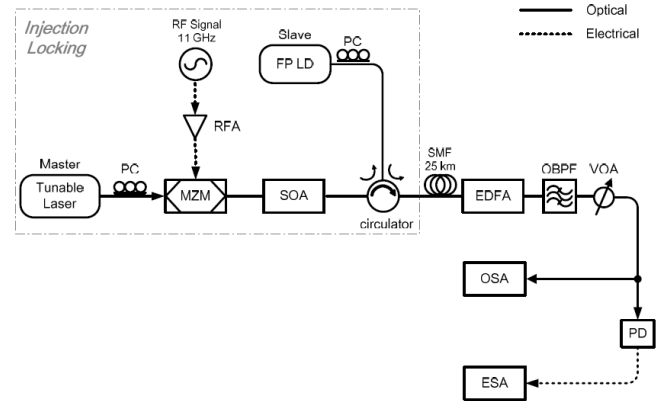 Injection
Locking
RF Signal
11 GHz
Slave
PC
FP LD
RFA
Optical
Electrical
Master
PC
Tunable
Laser
MZM
SOA
circulator
SMF
25 km
EDFA
OBPF
VOA
OSA
PD
ESA